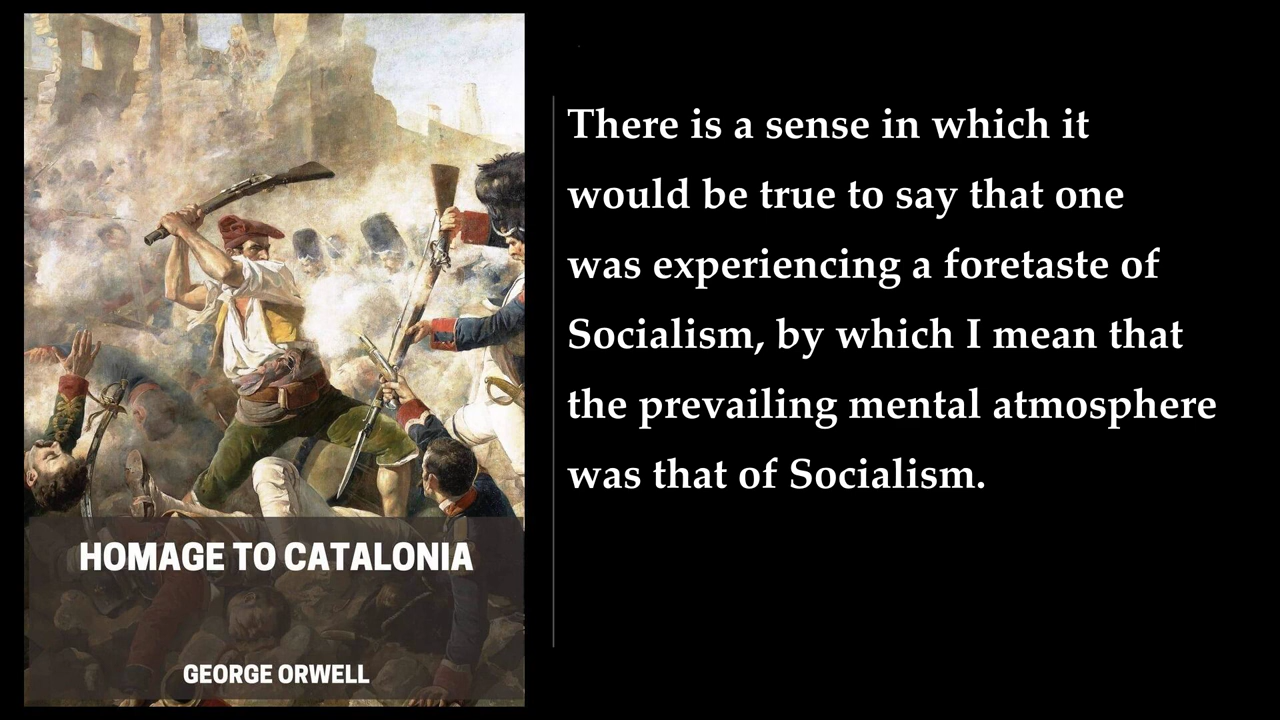 There is a sense in which it
would be true to say that one
was experiencing a foretaste of
Socialism, by which I mean that
the prevailing mental atmosphere
was that of Socialism.
HOMAGE TO CATALONIA
GEORGE ORWELL